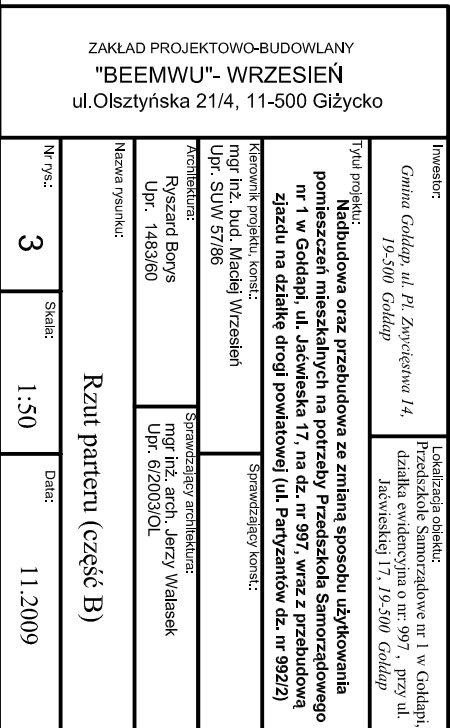 ZAKŁAD PROJEKTOWO-BUDOWLANY
"BEEMWU"- WRZESIEŃ
ul.Olsztyńska 21/4, 11-500 Giżycko
Inwestor:
Gmina Gołdap, ul. Pl. Zwycięstwa 14,
19-500 Gołdap
Lokalizacja objektu:
Przedszkole Samorządowe nr 1 w Gołdapi,
działka ewidencyjna o nr: 997 , przy ul.
Jaćwieskiej 17, 19-500 Gołdap
Tytuł projektu:
Nadbudowa oraz przebudowa ze zmianą sposobu użytkowania
pomieszczeń mieszkalnych na potrzeby Przedszkola Samorządowego
nr 1 w Gołdapi, ul. Jaćwieska 17, na dz. nr 997, wraz z przebudową
zjazdu na działkę drogi powiatowej (ul. Partyzantów dz. nr 992/2)
Kierownik projektu, konst.:
mgr inż. bud. Maciej Wrzesień
Upr. SUW 57/86
Sprawdzający konst.:
Architektura:
Ryszard Borys
Upr. 1483/60
Sprawdzający architektura:
mgr inż. arch. Jerzy Walasek
Upr. 6/2003/OL
Nazwa rysunku:
Rzut parteru (część B)
Nr rys.:
3
Skala:
1:50
Data:
11.2009